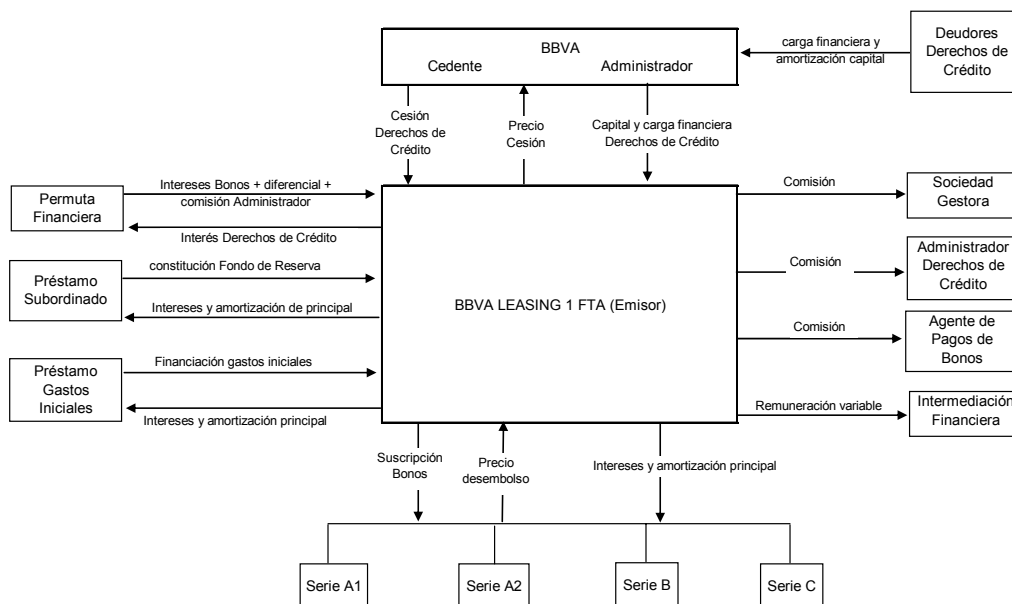 BBVA
Cedente
Administrador
carga financiera y
amortización capital
Deudores
Derechos de
Crédito
Cesión
Derechos de
Crédito
Precio
Cesión
Capital y carga financiera
Derechos de Crédito
Permuta
Financiera
Intereses Bonos + diferencial +
comisión Administrador
Interés Derechos de Crédito
Préstamo
Subordinado
constitución Fondo de Reserva
Intereses y amortización de principal
Préstamo
Gastos
Iniciales
Financiación gastos iniciales
Intereses y amortización principal
BBVA LEASING 1 FTA (Emisor)
Comisión
Sociedad
Gestora
Comisión
Administrador
Derechos de
Crédito
Comisión
Agente de
Pagos de
Bonos
Remuneración variable
Intermediación
Financiera
Suscripción
Bonos
Precio
desembolso
Intereses y amortización principal
Serie A1
Serie A2
Serie B
Serie C